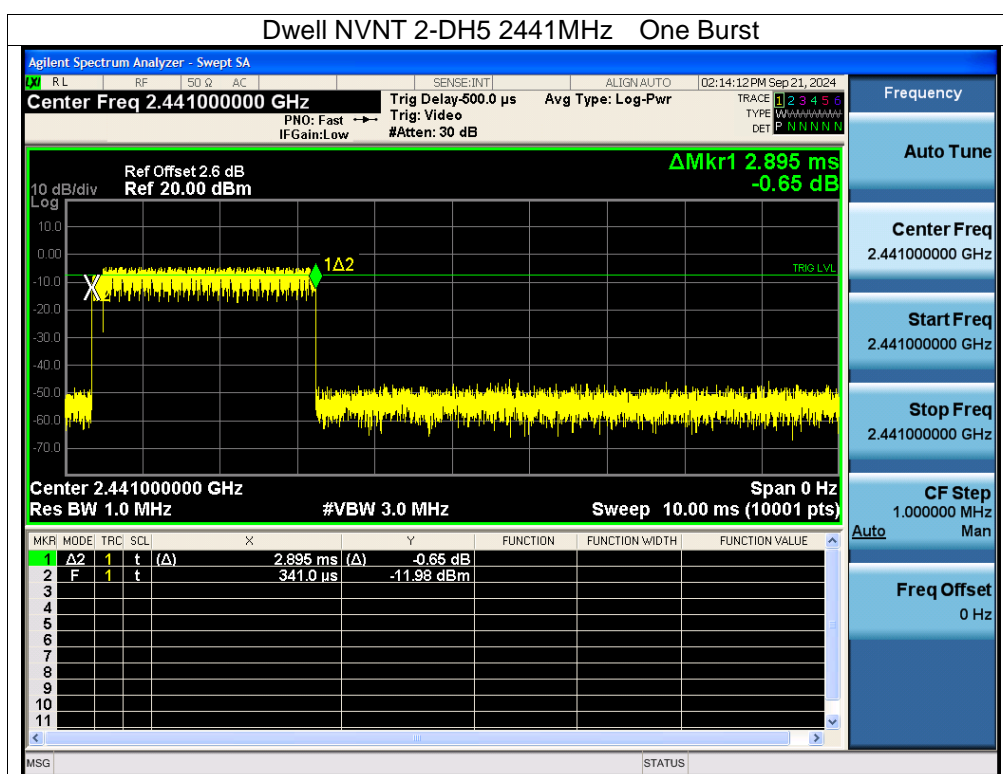 Dwell NVNT 2-DH5 2441MHz One Burst
Agilent Spectrum Analyzer - Swept SA
LXI RL RF 50 Ω AC SENSE:INT ALIGN AUTO 02:14:12 PM Sep 21, 2024
Center Freq 2.441000000 GHz
PNO: Fast
IFGain:Low
Trig Delay-500.0 µs
Trig: Video
#Atten: 30 dB
Avg Type: Log-Pwr
TRACE 1 2 3 4 5 6
TYPE WWWWWW
DET P N N N N N
ΔMkr1 2.895 ms
-0.65 dB
Ref Offset 2.6 dB
10 dB/div Ref 20.00 dBm
Log
10.0
0.00
-10.0
-20.0
-30.0
-40.0
-50.0
-60.0
-70.0
1Δ2
TRIG LVL
Center 2.441000000 GHz Span 0 Hz
Res BW 1.0 MHz #VBW 3.0 MHz Sweep 10.00 ms (10001 pts)
MKR MODE TRC SCL X Y FUNCTION FUNCTION WIDTH FUNCTION VALUE
1 Δ2 1 t (Δ) 2.895 ms (Δ) -0.65 dB
2 F 1 t 341.0 µs -11.98 dBm
3
4
5
6
7
8
9
10
11
MSG STATUS
Frequency
Auto Tune
Center Freq
2.441000000 GHz
Start Freq
2.441000000 GHz
Stop Freq
2.441000000 GHz
CF Step
1.000000 MHz
Auto Man
Freq Offset
0 Hz